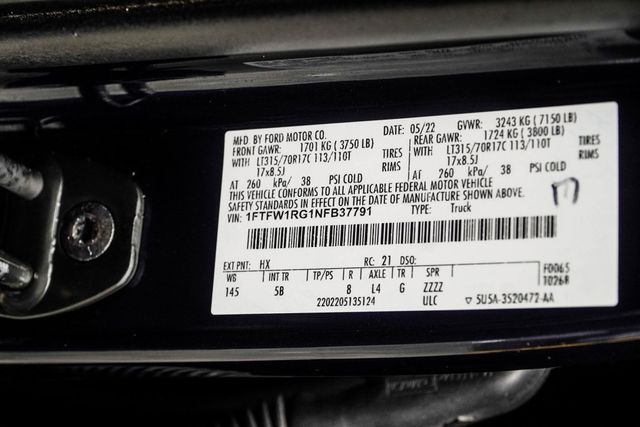 MFD BY FORD MOTOR CO. DATE: 05/22 GVWR: 3243 KG ( 7150 LB)
FRONT GAWR: 1701 KG ( 3750 LB) REAR GAWR: 1724 KG ( 3800 LB)
WITH LT315/70R17C 113/110T TIRES WITH LT315/70R17C 113/110T TIRES
17x8.5J RIMS 17x8.5J RIMS
AT 260 kPa/ 38 PSI COLD AT 260 kPa/ 38 PSI COLD
THIS VEHICLE CONFORMS TO ALL APPLICABLE FEDERAL MOTOR VEHICLE
SAFETY STANDARDS IN EFFECT ON THE DATE OF MANUFACTURE SHOWN ABOVE.
VIN: 1FTFW1RG1NFB37791 TYPE: Truck
EXT PNT: HX RC: 21 DSO: F0065
WB INT TR TP/PS R AXLE TR SPR 10268
145 5B 8 L4 G ZZZZ
2202205135124 ULC ▽ 5U5A-3520472-AA